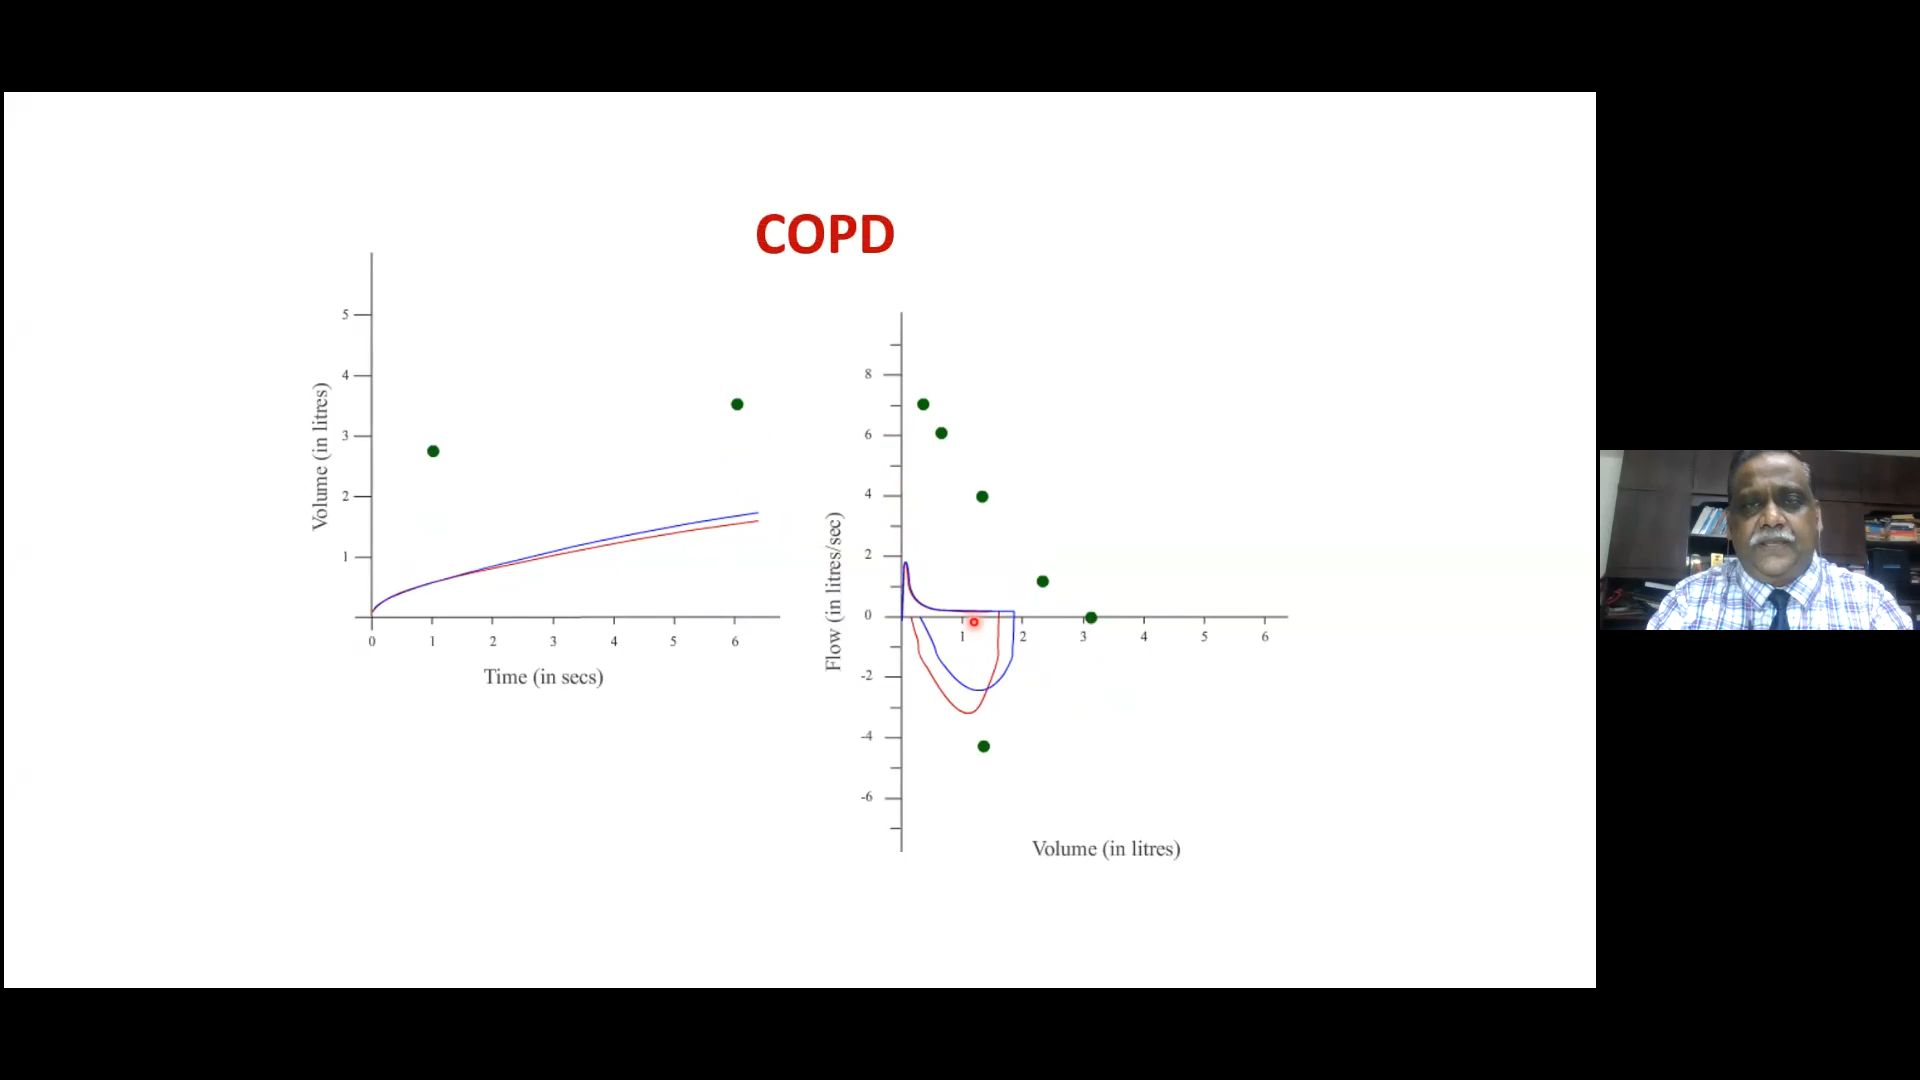 COPD
5
4
3
2
1
Volume (in litres)
0 1 2 3 4 5 6
Time (in secs)
8
6
4
2
0
-2
-4
-6
Flow (in litres/sec)
1 2 3 4 5 6
Volume (in litres)